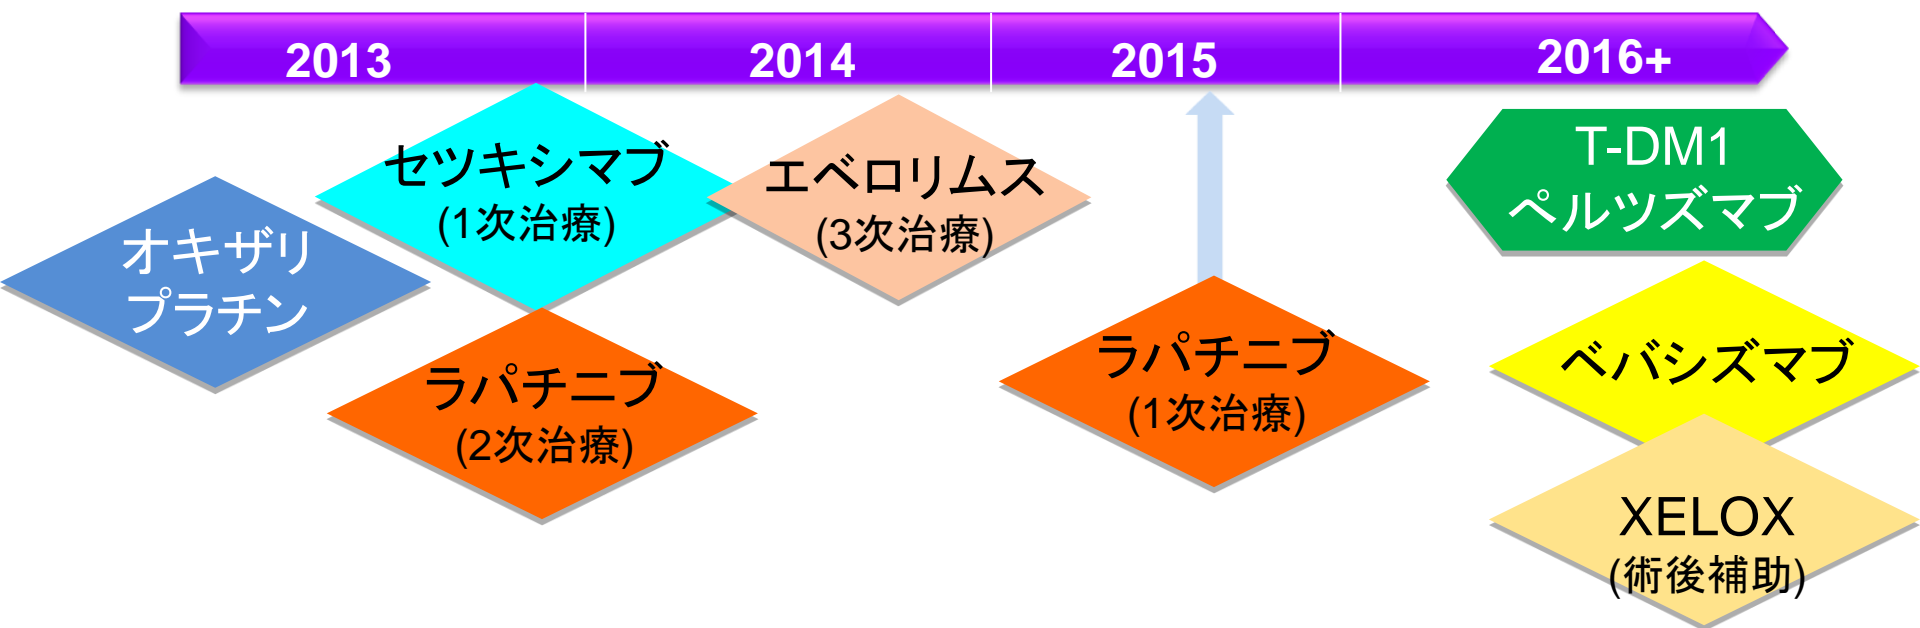 2013
2014
2015
2016+
オキザリ
プラチン
セツキシマブ
(1次治療)
ラパチニブ
(2次治療)
エベロリムス
(3次治療)
ラパチニブ
(1次治療)
T-DM1
ペルツズマブ
ベバシズマブ
XELOX
(術後補助)